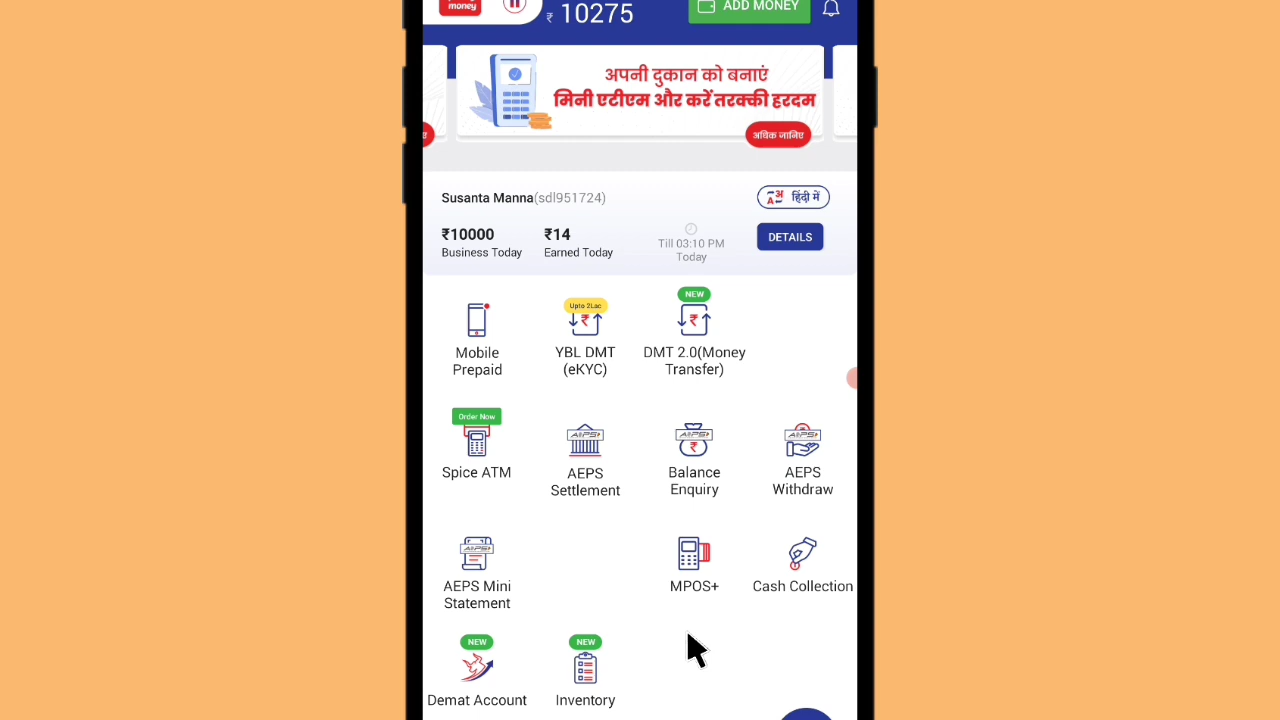 money
₹ 10275
ADD MONEY
अपनी दुकान को बनाएं
मिनी एटीएम और करें तरक्की हरदम
अधिक जानिए
Susanta Manna(sdl951724)
हिंदी में
₹10000
₹14
Business Today
Earned Today
Till 03:10 PM
Today
DETAILS
Mobile
Prepaid
Upto 2Lac
YBL DMT
(eKYC)
NEW
DMT 2.0(Money
Transfer)
Order Now
Spice ATM
AEPS
Settlement
Balance
Enquiry
AEPS
Withdraw
AEPS Mini
Statement
MPOS+
Cash Collection
NEW
Demat Account
NEW
Inventory